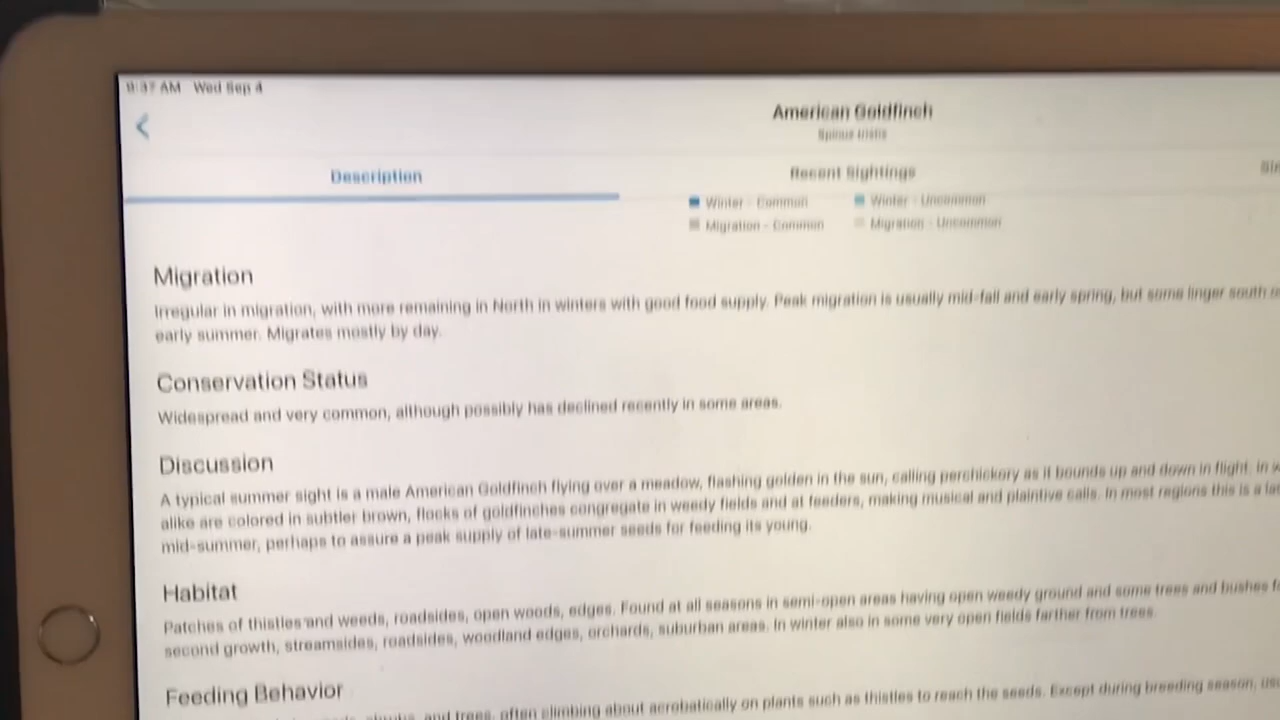 9:37 AM Wed Sep 4
American Goldfinch
Spinus tristis
Description
Recent Sightings
Winter - Common
Winter - Uncommon
Migration - Common
Migration - Uncommon
Migration
Irregular in migration, with more remaining in North in winters with good food supply. Peak migration is usually mid-fall and early spring, but some linger south
early summer. Migrates mostly by day.
Conservation Status
Widespread and very common, although possibly has declined recently in some areas.
Discussion
A typical summer sight is a male American Goldfinch flying over a meadow, flashing golden in the sun, calling perchickory as it bounds up and down in flight. In
alike are colored in subtler brown, flocks of goldfinches congregate in weedy fields and at feeders, making musical and plaintive calls. In most regions this is a
mid-summer, perhaps to assure a peak supply of late-summer seeds for feeding its young.
Habitat
Patches of thistles and weeds, roadsides, open woods, edges. Found at all seasons in semi-open areas having open weedy ground and some trees and bushes
second growth, streamsides, roadsides, woodland edges, orchards, suburban areas. In winter also in some very open fields farther from trees.
Feeding Behavior
shrubs, and trees, often climbing about acrobatically on plants such as thistles to reach the seeds. Except during breeding season,